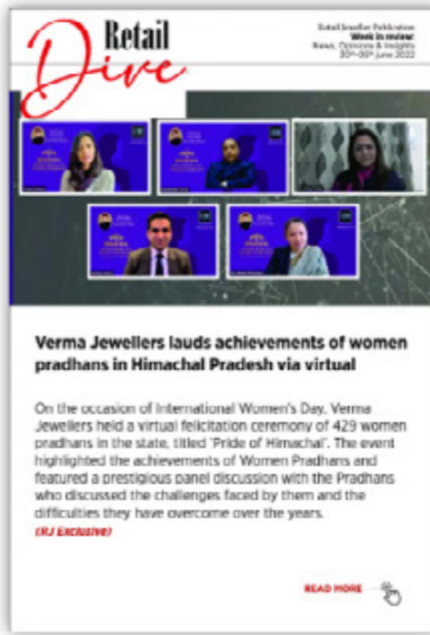 Retail
Dive
Retail Jeweller Publication
Week in review:
News, Opinions & Insights
June 2022
Verma Jewellers lauds achievements of women
pradhans in Himachal Pradesh via virtual
On the occasion of International Women's Day, Verma
Jewellers held a virtual felicitation ceremony of 429 women
pradhans in the state, titled 'Pride of Himachal'. The event
highlighted the achievements of Women Pradhans and
featured a prestigious panel discussion with the Pradhans
who discussed the challenges faced by them and the
difficulties they have overcome over the years.
(RJ Exclusive)
READ MORE